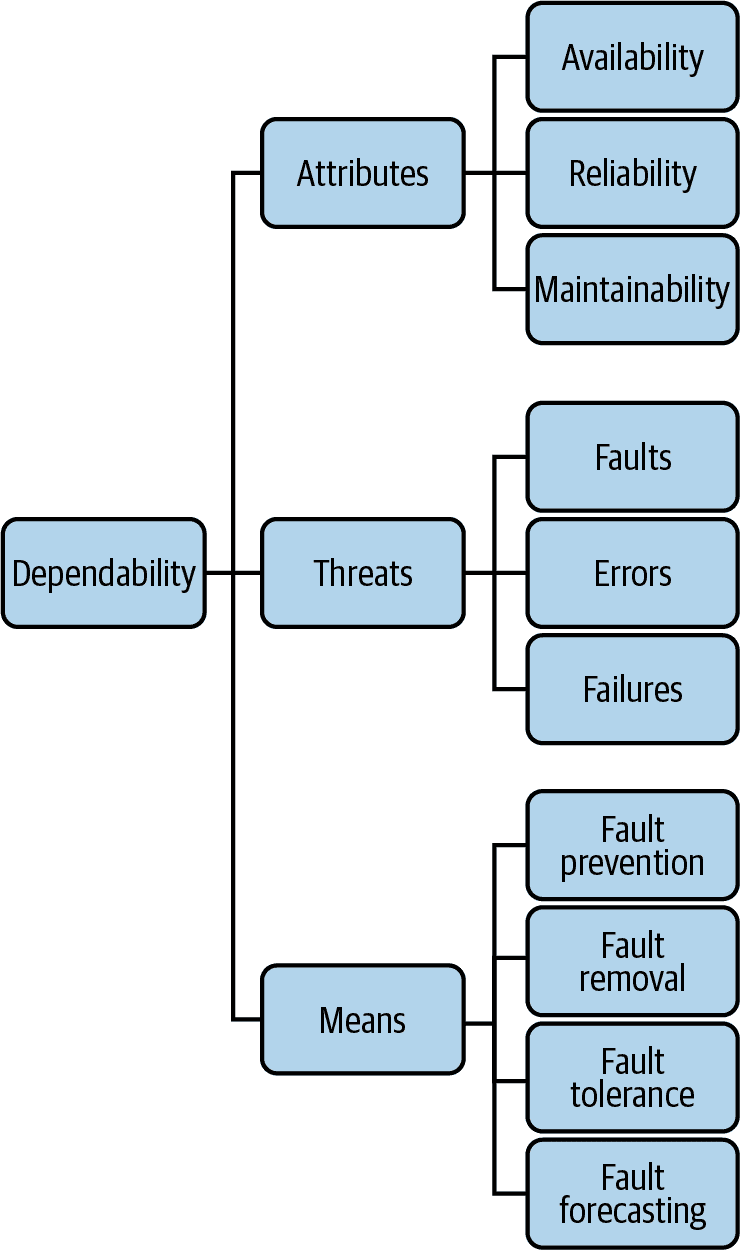 Dependability
Attributes
Availability
Reliability
Maintainability
Threats
Faults
Errors
Failures
Means
Fault
prevention
Fault
removal
Fault
tolerance
Fault
forecasting